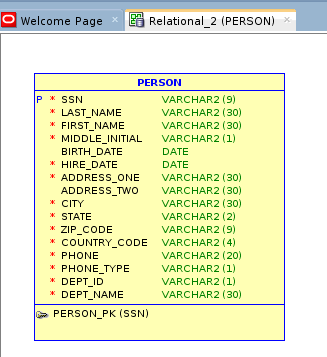 Welcome Page × Relational_2 (PERSON) ×
PERSON
P * SSN VARCHAR2 (9)
* LAST_NAME VARCHAR2 (30)
* FIRST_NAME VARCHAR2 (30)
* MIDDLE_INITIAL VARCHAR2 (1)
BIRTH_DATE DATE
* HIRE_DATE DATE
* ADDRESS_ONE VARCHAR2 (30)
ADDRESS_TWO VARCHAR2 (30)
* CITY VARCHAR2 (30)
* STATE VARCHAR2 (2)
* ZIP_CODE VARCHAR2 (9)
* COUNTRY_CODE VARCHAR2 (4)
* PHONE VARCHAR2 (20)
* PHONE_TYPE VARCHAR2 (1)
* DEPT_ID VARCHAR2 (1)
* DEPT_NAME VARCHAR2 (30)
PERSON_PK (SSN)